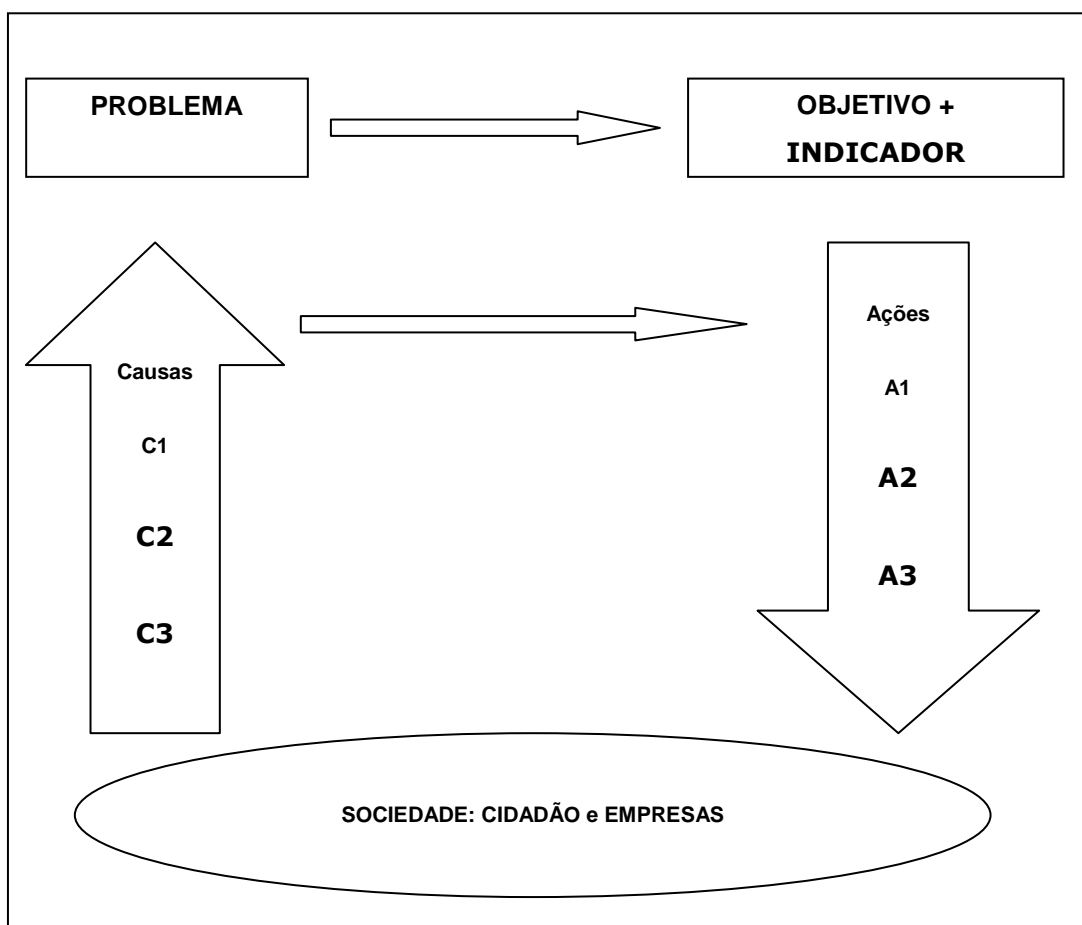 PROBLEMA
OBJETIVO +
INDICADOR
Causas
C1
C2
C3
Ações
A1
A2
A3
SOCIEDADE: CIDADÃO e EMPRESAS